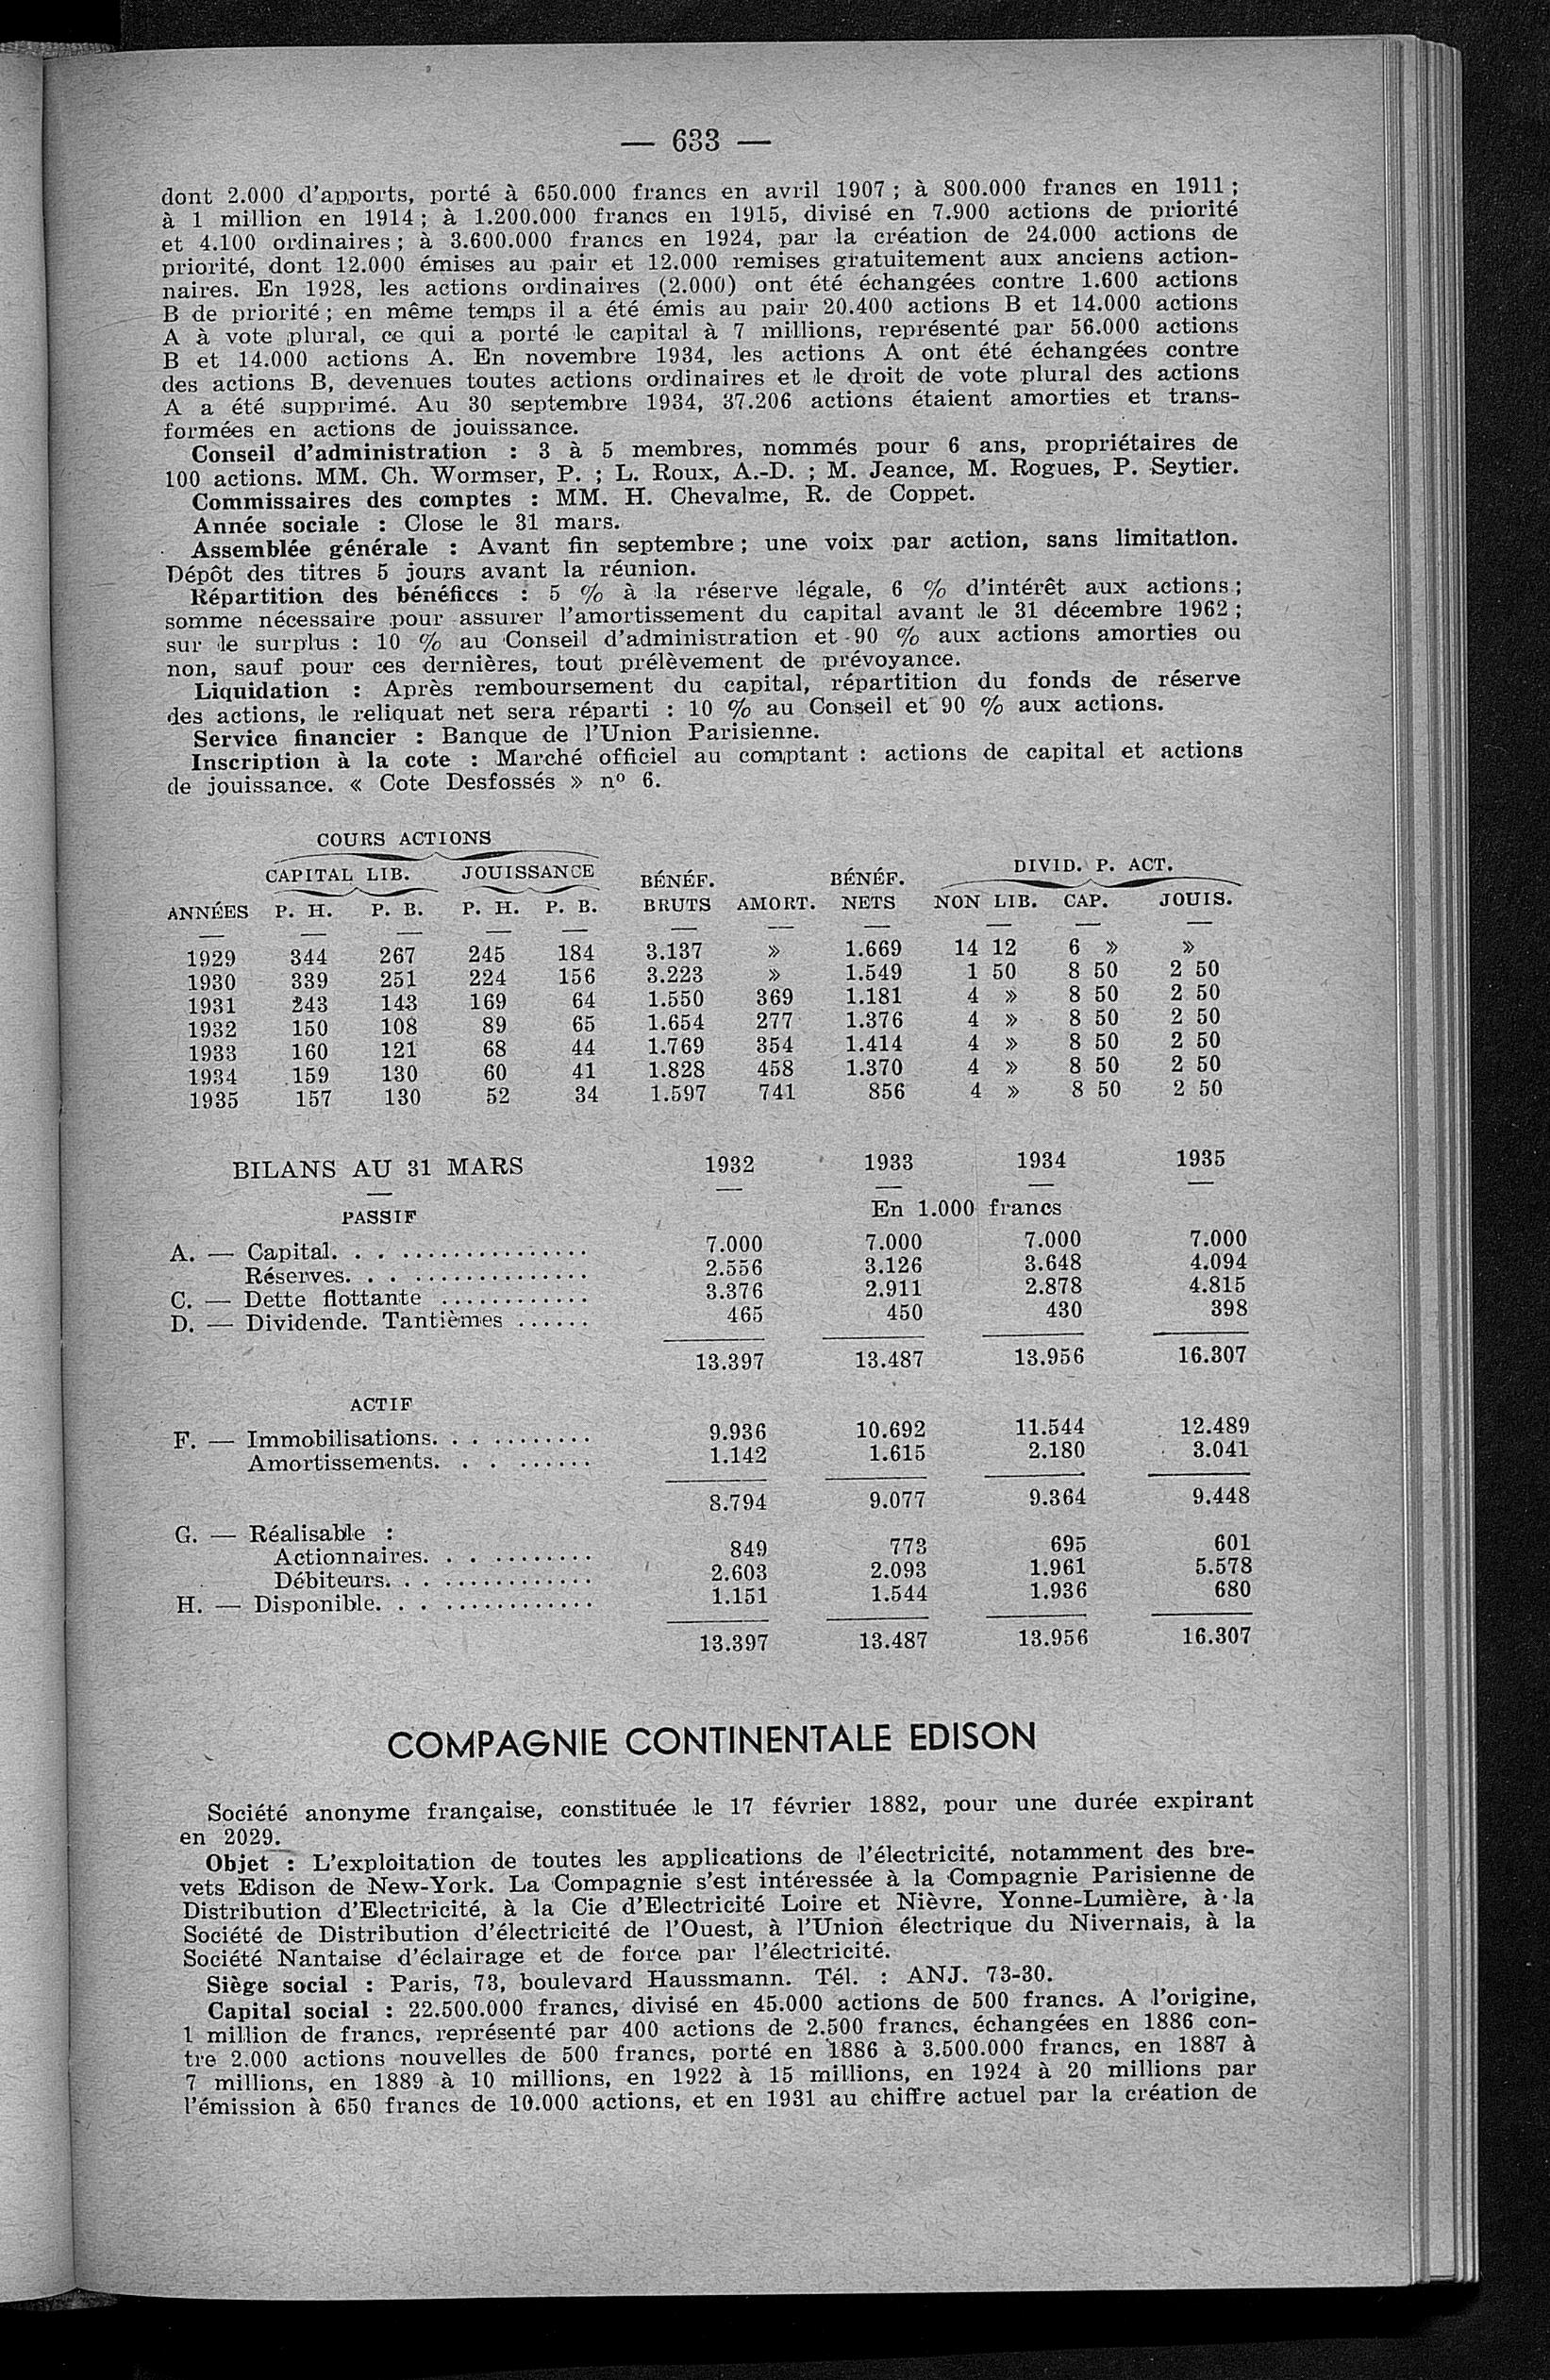 — 633 —
dont 2.000 d'apports, porté à 650.000 francs en avril 1907 ; à 800.000 francs en 1911 ;
à 1 million en 1914 ; à 1.200.000 francs en 1915, divisé en 7.900 actions de priorité
et 4.100 ordinaires ; à 3.600.000 francs en 1924, par la création de 24.000 actions de
priorité, dont 12.000 émises au pair et 12.000 remises gratuitement aux anciens action-
naires. En 1928, les actions ordinaires (2.000) ont été échangées contre 1.600 actions
B de priorité ; en même temps il a été émis au pair 20.400 actions B et 14.000 actions
A à vote plural, ce qui a porté le capital à 7 millions, représenté par 56.000 actions
B et 14.000 actions A. En novembre 1934, les actions A ont été échangées contre
des actions B, devenues toutes actions ordinaires et le droit de vote plural des actions
A a été supprimé. Au 30 septembre 1934, 37.206 actions étaient amorties et trans-
formées en actions de jouissance.
Conseil d'administration : 3 à 5 membres, nommés pour 6 ans, propriétaires de
100 actions. MM. Ch. Wormser, P. ; L. Roux, A.-D. ; M. Jeance, M. Rogues, P. Seytier.
Commissaires des comptes : MM. H. Chevalme, R. de Coppet.
Année sociale : Close le 31 mars.
Assemblée générale : Avant fin septembre ; une voix par action, sans limitation.
Dépôt des titres 5 jours avant la réunion.
Répartition des bénéfices : 5 % à la réserve légale, 6 % d'intérêt aux actions ;
somme nécessaire pour assurer l'amortissement du capital avant le 31 décembre 1962 ;
sur le surplus : 10 % au Conseil d'administration et 90 % aux actions amorties ou
non, sauf pour ces dernières, tout prélèvement de prévoyance.
Liquidation : Après remboursement du capital, répartition du fonds de réserve
des actions, le reliquat net sera réparti : 10 % au Conseil et 90 % aux actions.
Service financier : Banque de l'Union Parisienne.
Inscription à la cote : Marché officiel au comptant : actions de capital et actions
de jouissance. « Cote Desfossés » nº 6.
COURS ACTIONS
CAPITAL LIB. JOUISSANCE BÉNÉF. BÉNÉF. DIVID. P. ACT.
ANNÉES P. H. P. B. P. H. P. B. BRUTS AMORT. NETS NON LIB. CAP. JOUIS.
1929 344 267 245 184 3.137 » 1.669 14 12 6 » »
1930 339 251 224 156 3.223 » 1.549 1 50 8 50 2 50
1931 243 143 169 64 1.550 369 1.181 4 » 8 50 2 50
1932 150 108 89 65 1.654 277 1.376 4 » 8 50 2 50
1933 160 121 68 44 1.769 354 1.414 4 » 8 50 2 50
1934 159 130 60 41 1.828 458 1.370 4 » 8 50 2 50
1935 157 130 52 34 1.597 741 856 4 » 8 50 2 50
BILANS AU 31 MARS 1932 1933 1934 1935
PASSIF En 1.000 francs
A. — Capital. . . . . . . . . . . . . . . . . . 7.000 7.000 7.000 7.000
Réserves. . . . . . . . . . . . . . . . . 2.556 3.126 3.648 4.094
C. — Dette flottante . . . . . . . . . . . . 3.376 2.911 2.878 4.815
D. — Dividende. Tantièmes . . . . . . 465 450 430 398
13.397 13.487 13.956 16.307
ACTIF
F. — Immobilisations. . . . . . . . . . . 9.936 10.692 11.544 12.489
Amortissements. . . . . . . . . . 1.142 1.615 2.180 3.041
8.794 9.077 9.364 9.448
G. — Réalisable :
Actionnaires. . . . . . . . . . . 849 773 695 601
Débiteurs. . . . . . . . . . . . . . . 2.603 2.093 1.961 5.578
H. — Disponible. . . . . . . . . . . . . . . 1.151 1.544 1.936 680
13.397 13.487 13.956 16.307
COMPAGNIE CONTINENTALE EDISON
Société anonyme française, constituée le 17 février 1882, pour une durée expirant
en 2029.
Objet : L'exploitation de toutes les applications de l'électricité, notamment des bre-
vets Edison de New-York. La Compagnie s'est intéressée à la Compagnie Parisienne de
Distribution d'Electricité, à la Cie d'Electricité Loire et Nièvre, Yonne-Lumière, à la
Société de Distribution d'électricité de l'Ouest, à l'Union électrique du Nivernais, à la
Société Nantaise d'éclairage et de force par l'électricité.
Siège social : Paris, 73, boulevard Haussmann. Tél. : ANJ. 73-30.
Capital social : 22.500.000 francs, divisé en 45.000 actions de 500 francs. A l'origine,
1 million de francs, représenté par 400 actions de 2.500 francs, échangées en 1886 con-
tre 2.000 actions nouvelles de 500 francs, porté en 1886 à 3.500.000 francs, en 1887 à
7 millions, en 1889 à 10 millions, en 1922 à 15 millions, en 1924 à 20 millions par
l'émission à 650 francs de 10.000 actions, et en 1931 au chiffre actuel par la création de